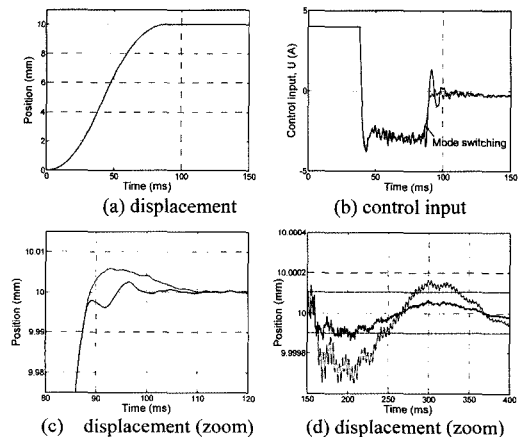 12
10
8
6
4
2
0
0 50 100 150
Position (mm)
Time (ms)
(a) displacement
5
0
-5
0 50 100 150
Control input, U (A)
Mode switching
Time (ms)
(b) control input
10.01
10
9.99
9.98
80 90 100 110 120
Position (mm)
Time (ms)
(c) displacement (zoom)
10.0004
10.0002
10
9.9998
150 200 250 300 350 400
Position (mm)
Time (ms)
(d) displacement (zoom)